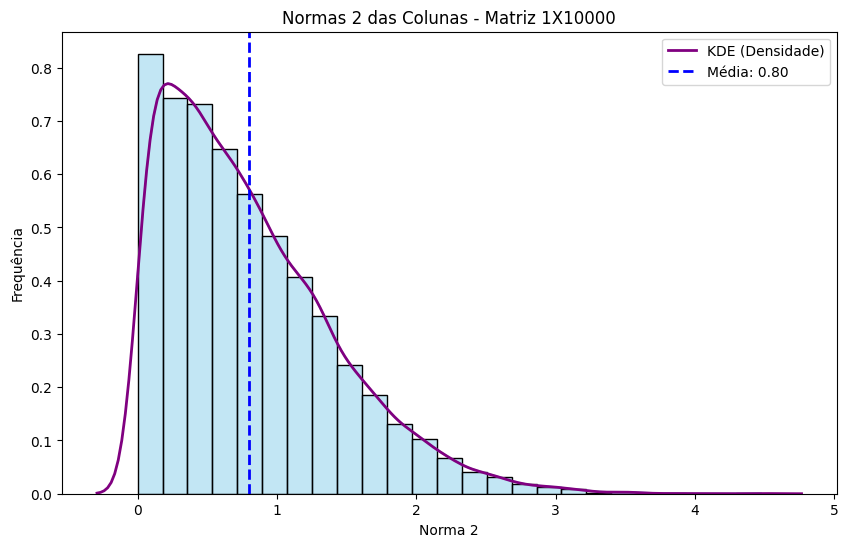 Normas 2 das Colunas - Matriz 1X10000
KDE (Densidade)
Média: 0.80
Frequência
0.8
0.7
0.6
0.5
0.4
0.3
0.2
0.1
0.0
0 1 2 3 4 5
Norma 2